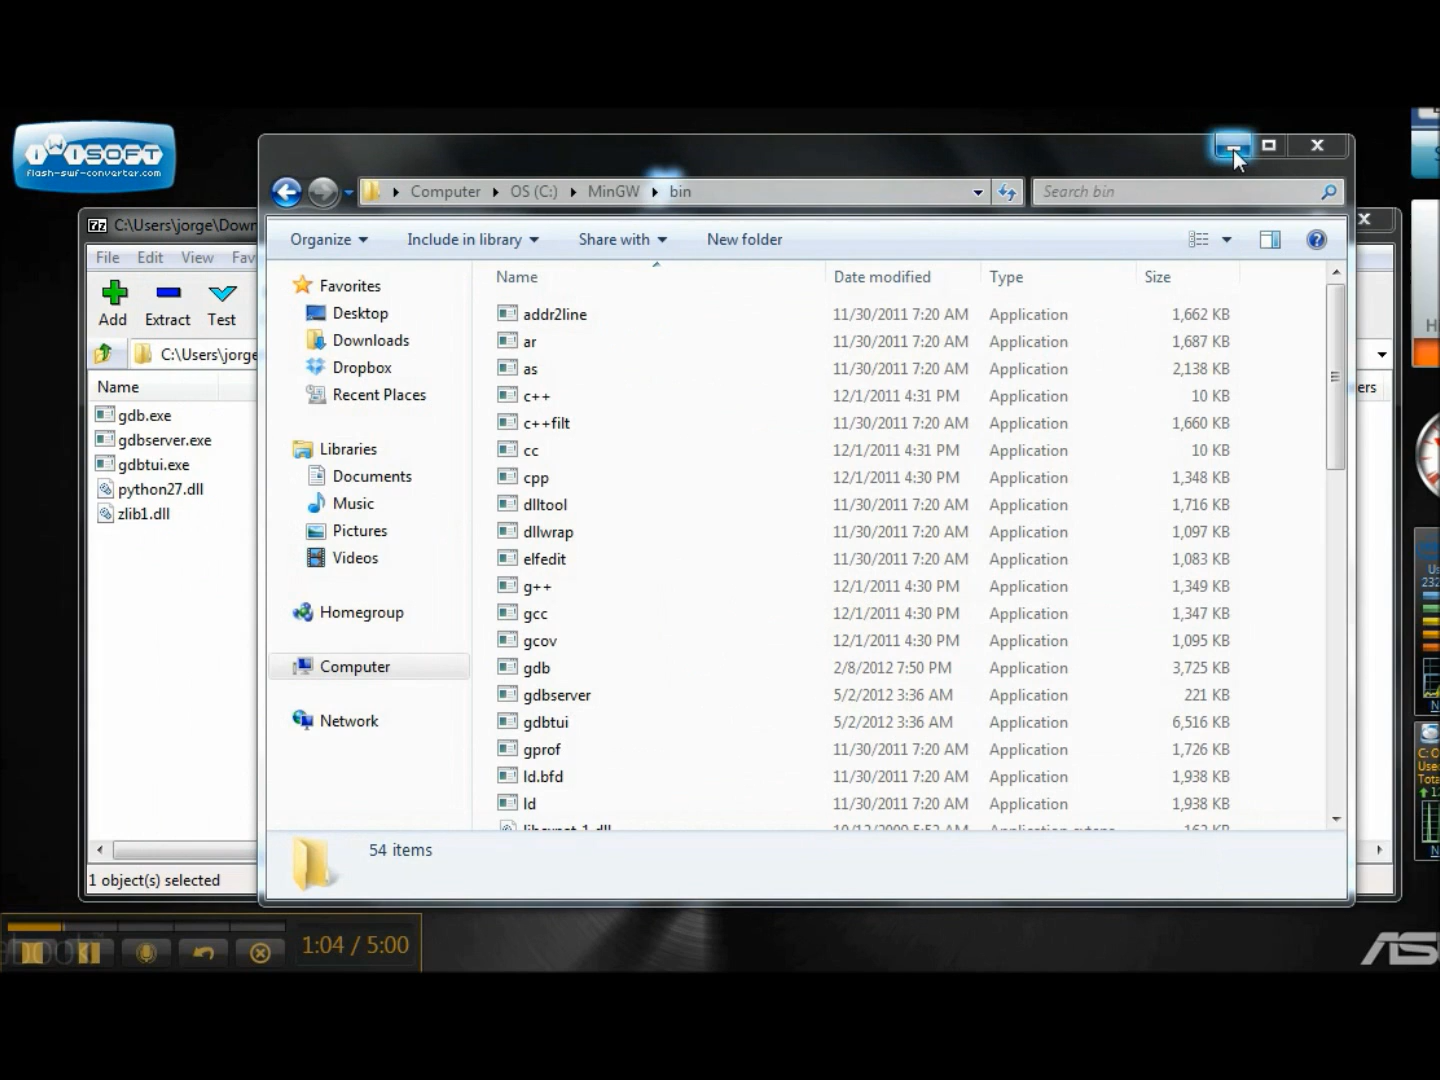 iWiSOFT
flash-swf-converter.com
Computer OS (C:) MinGW bin
Search bin
7z C:\Users\jorge\Down
Organize Include in library Share with New folder
File Edit View Fav
Add Extract Test
C:\Users\jorge
Name
gdb.exe
gdbserver.exe
gdbtui.exe
python27.dll
zlib1.dll
1 object(s) selected
Favorites
Desktop
Downloads
Dropbox
Recent Places
Libraries
Documents
Music
Pictures
Videos
Homegroup
Computer
Network
Name Date modified Type Size
addr2line 11/30/2011 7:20 AM Application 1,662 KB
ar 11/30/2011 7:20 AM Application 1,687 KB
as 11/30/2011 7:20 AM Application 2,138 KB
c++ 12/1/2011 4:31 PM Application 10 KB
c++filt 11/30/2011 7:20 AM Application 1,660 KB
cc 12/1/2011 4:31 PM Application 10 KB
cpp 12/1/2011 4:30 PM Application 1,348 KB
dlltool 11/30/2011 7:20 AM Application 1,716 KB
dllwrap 11/30/2011 7:20 AM Application 1,097 KB
elfedit 11/30/2011 7:20 AM Application 1,083 KB
g++ 12/1/2011 4:30 PM Application 1,349 KB
gcc 12/1/2011 4:30 PM Application 1,347 KB
gcov 12/1/2011 4:30 PM Application 1,095 KB
gdb 2/8/2012 7:50 PM Application 3,725 KB
gdbserver 5/2/2012 3:36 AM Application 221 KB
gdbtui 5/2/2012 3:36 AM Application 6,516 KB
gprof 11/30/2011 7:20 AM Application 1,726 KB
ld.bfd 11/30/2011 7:20 AM Application 1,938 KB
ld 11/30/2011 7:20 AM Application 1,938 KB
54 items
ers
1:04 / 5:00